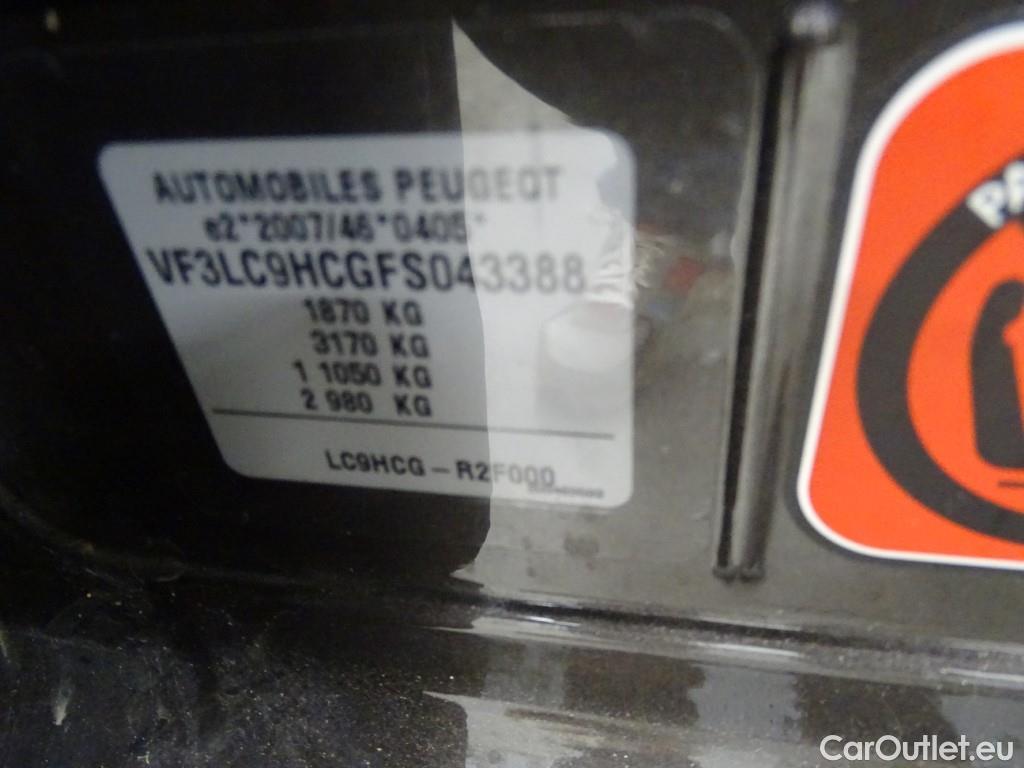 AUTOMOBILES PEUGEOT
e2*2007/46*0405*
VF3LC9HCGFS043388
1870 KG
3170 KG
1 1050 KG
2 980 KG
LC9HCG - R2F000
PA
CarOutlet.eu